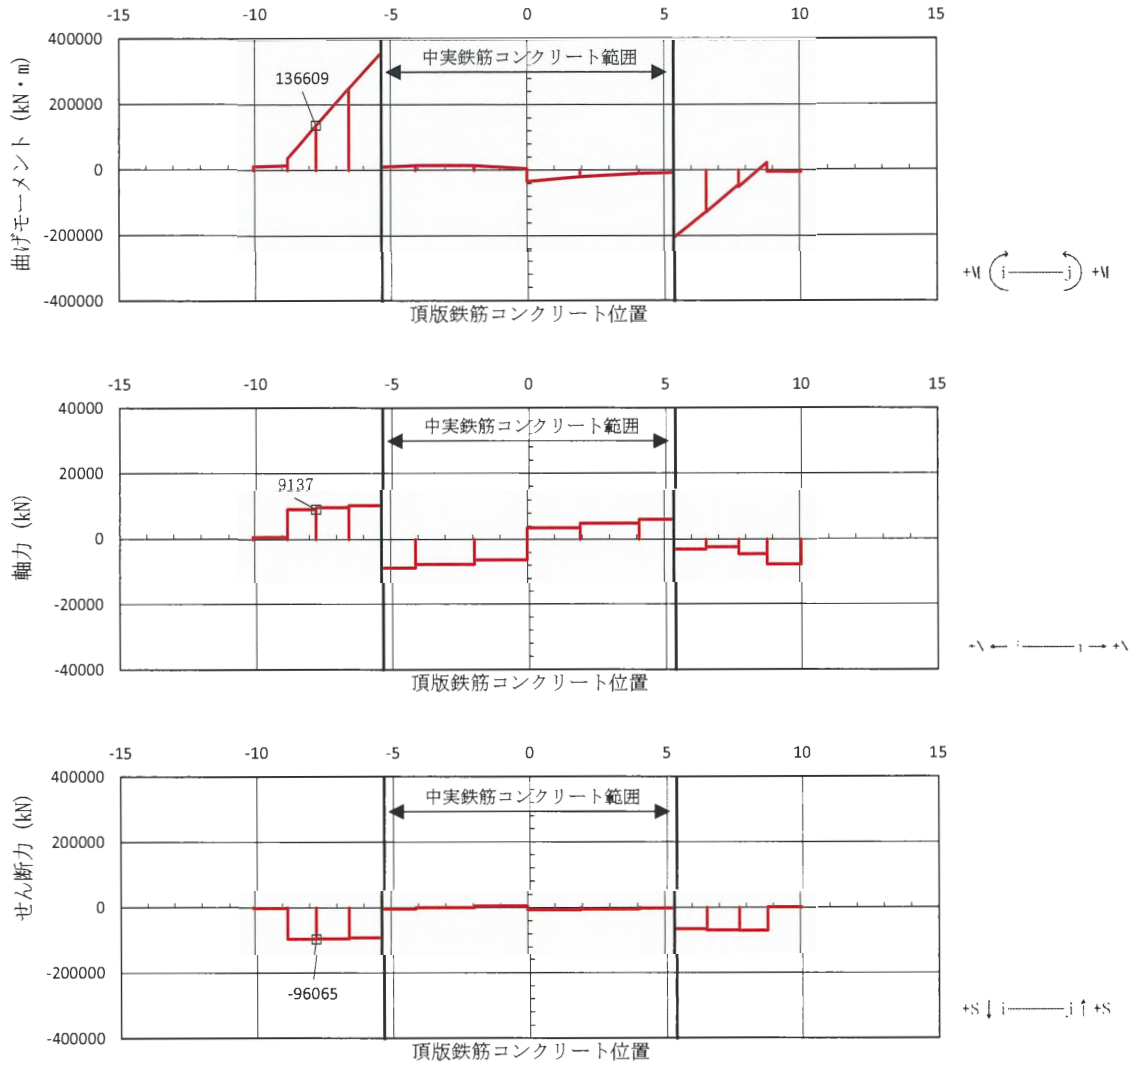 -15 -10 -5 0 5 10 15
400000
中実鉄筋コンクリート範囲
136609
200000
0
-200000
-400000
曲げモーメント (kN・m)
+M i j +M
頂版鉄筋コンクリート位置
-15 -10 -5 0 5 10 15
40000
中実鉄筋コンクリート範囲
20000
9137
0
-20000
-40000
軸力 (kN)
頂版鉄筋コンクリート位置
-15 -10 -5 0 5 10 15
400000
中実鉄筋コンクリート範囲
200000
0
-200000
-96065
-400000
せん断力 (kN)
+S i j +S
頂版鉄筋コンクリート位置